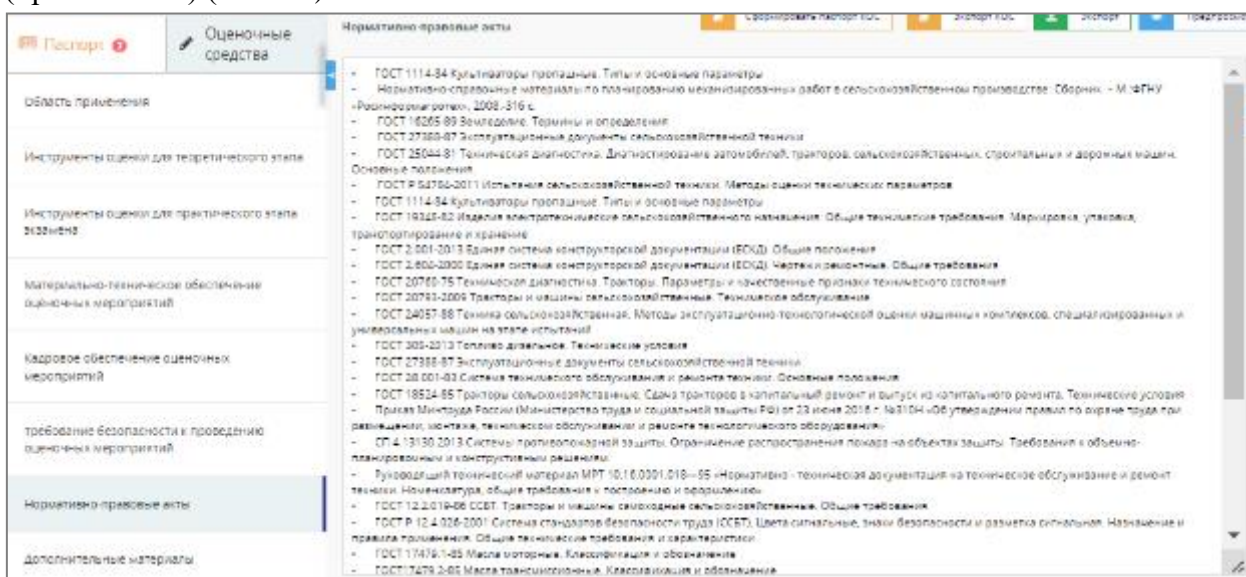 Паспорт
Оценочные
средства
Область применения
Инструменты оценки для теоретического этапа
Инструменты оценки для практического этапа
экзамена
Материально-техническое обеспечение
оценочных мероприятий
Кадровое обеспечение оценочных
мероприятий
требование безопасности к проведению
оценочных мероприятий
Нормативно-правовые акты
Дополнительные материалы
Нормативно-правовые акты
Сформировать паспорт КОС
Экспорт КОС
Экспорт
- ГОСТ 1114-84 Культиваторы пропашные. Типы и основные параметры
- Нормативно-справочные материалы по планированию механизированных работ в сельскохозяйственном производстве: Сборник. – М.:ФГНУ
«Росинформагротех», 2008.-316 с.
- ГОСТ 16265-89 Земледелие. Термины и определения
- ГОСТ 27388-87 Эксплуатационные документы сельскохозяйственной техники
- ГОСТ 25044-81 Техническая диагностика. Диагностирование автомобилей, тракторов, сельскохозяйственных, строительных и дорожных машин.
Основные положения
- ГОСТ Р 54784-2011 Испытания сельскохозяйственной техники. Методы оценки технических параметров
- ГОСТ 1114-84 Культиваторы пропашные. Типы и основные параметры
- ГОСТ 19348-82 Изделия электротехнические сельскохозяйственного назначения. Общие технические требования. Маркировка, упаковка,
транспортирование и хранение
- ГОСТ 2.001-2013 Единая система конструкторской документации (ЕСКД). Общие положения
- ГОСТ 2.604-2000 Единая система конструкторской документации (ЕСКД). Чертежи ремонтные. Общие требования
- ГОСТ 20760-75 Техническая диагностика. Тракторы. Параметры и качественные признаки технического состояния
- ГОСТ 20793-2009 Тракторы и машины сельскохозяйственные. Техническое обслуживание
- ГОСТ 24057-88 Техника сельскохозяйственная. Методы эксплуатационно-технологической оценки машинных комплексов, специализированных и
универсальных машин на этапе испытаний
- ГОСТ 305-2013 Топливо дизельное. Технические условия
- ГОСТ 27388-87 Эксплуатационные документы сельскохозяйственной техники
- ГОСТ 28.001-83 Система технического обслуживания и ремонта техники. Основные положения
- ГОСТ 18524-85 Тракторы сельскохозяйственные. Сдача тракторов в капитальный ремонт и выпуск из капитального ремонта. Технические условия
- Приказ Минтруда России (Министерство труда и социальной защиты РФ) от 23 июня 2016 г. №310Н «Об утверждении правил по охране труда при
размещении, монтаже, техническом обслуживании и ремонте технологического оборудования»
- СП 4.13130.2013 Системы противопожарной защиты. Ограничение распространения пожара на объектах защиты. Требования к объемно-
планировочным и конструктивным решениям.
- Руководящий технический материал МРТ 10.16.0001.018—95 «Нормативно - техническая документация на техническое обслуживание и ремонт
техники. Номенклатура, общие требования к построению и оформлению»
- ГОСТ 12.2.019-86 ССБТ. Тракторы и машины самоходные сельскохозяйственные. Общие требования
- ГОСТ Р 12.4.026-2001 Система стандартов безопасности труда (ССБТ). Цвета сигнальные, знаки безопасности и разметка сигнальная. Назначение и
правила применения. Общие технические требования и характеристики
- ГОСТ 17479.1-85 Масла моторные. Классификация и обозначение
- ГОСТ17479.2-85 Масла трансмиссионные. Классификация и обозначение